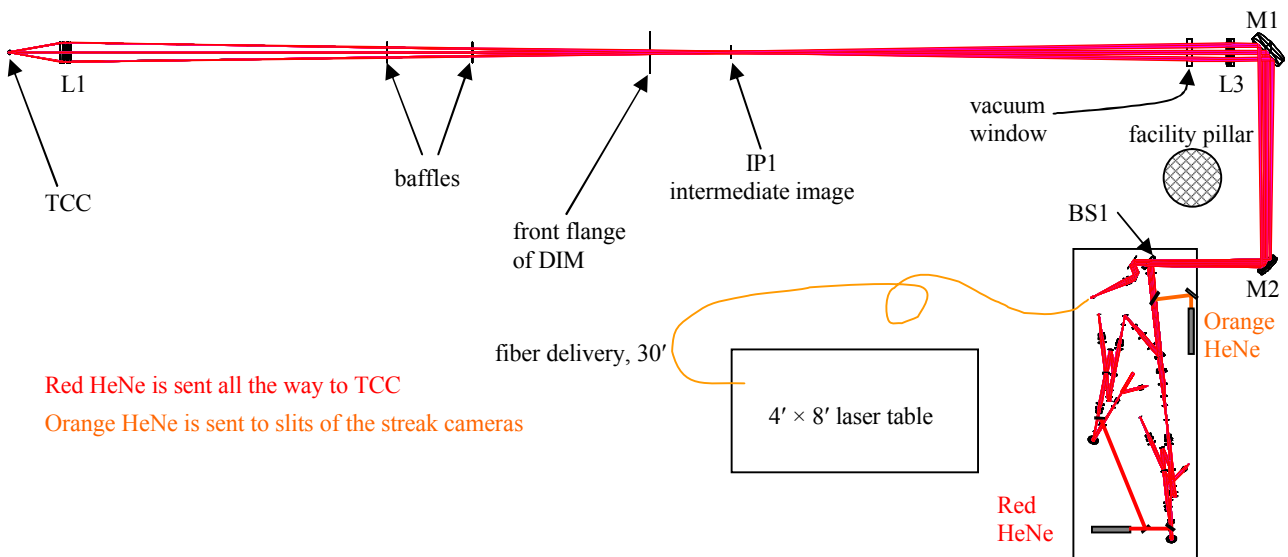 M1
L1
L3
vacuum
window
facility pillar
baffles
IP1
intermediate image
TCC
BS1
front flange
of DIM
M2
Orange
HeNe
fiber delivery, 30′
Red HeNe is sent all the way to TCC
Orange HeNe is sent to slits of the streak cameras
4′ × 8′ laser table
Red
HeNe